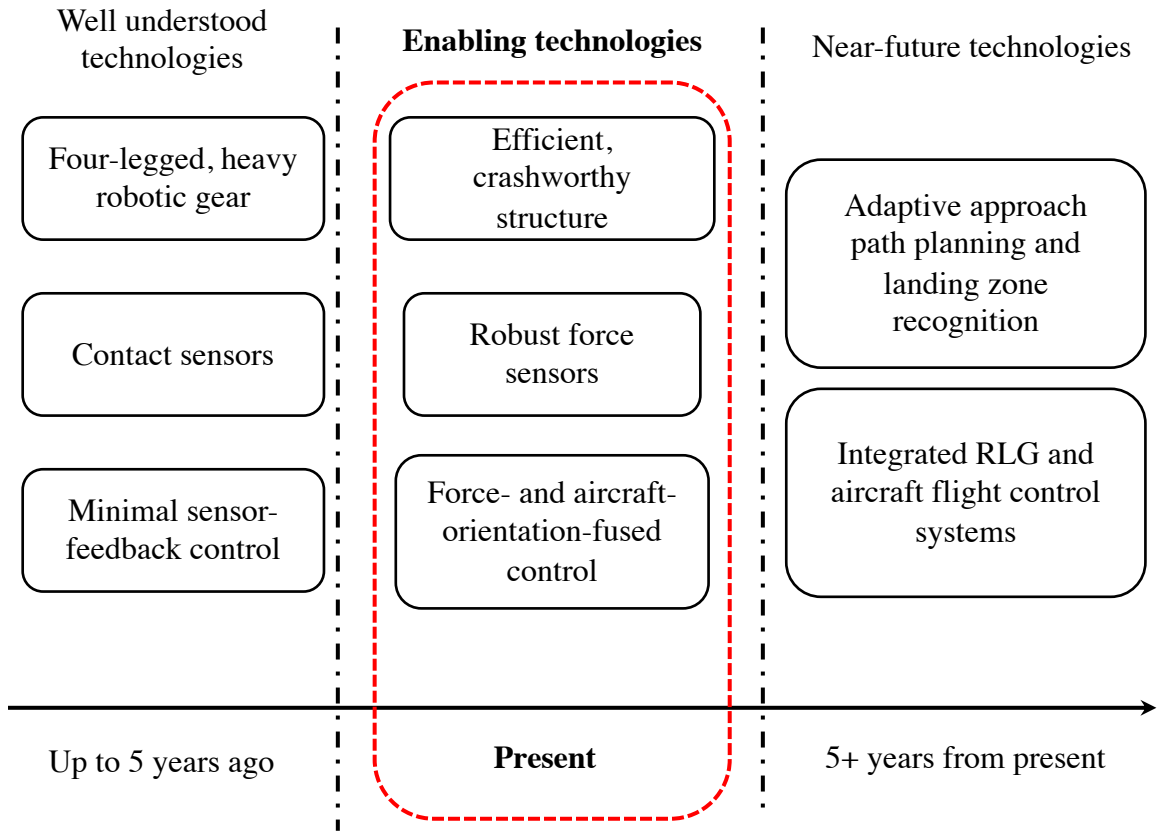 Well understood
technologies
Four-legged, heavy
robotic gear
Contact sensors
Minimal sensor-
feedback control
Up to 5 years ago
Enabling technologies
Efficient,
crashworthy
structure
Robust force
sensors
Force- and aircraft-
orientation-fused
control
Present
Near-future technologies
Adaptive approach
path planning and
landing zone
recognition
Integrated RLG and
aircraft flight control
systems
5+ years from present